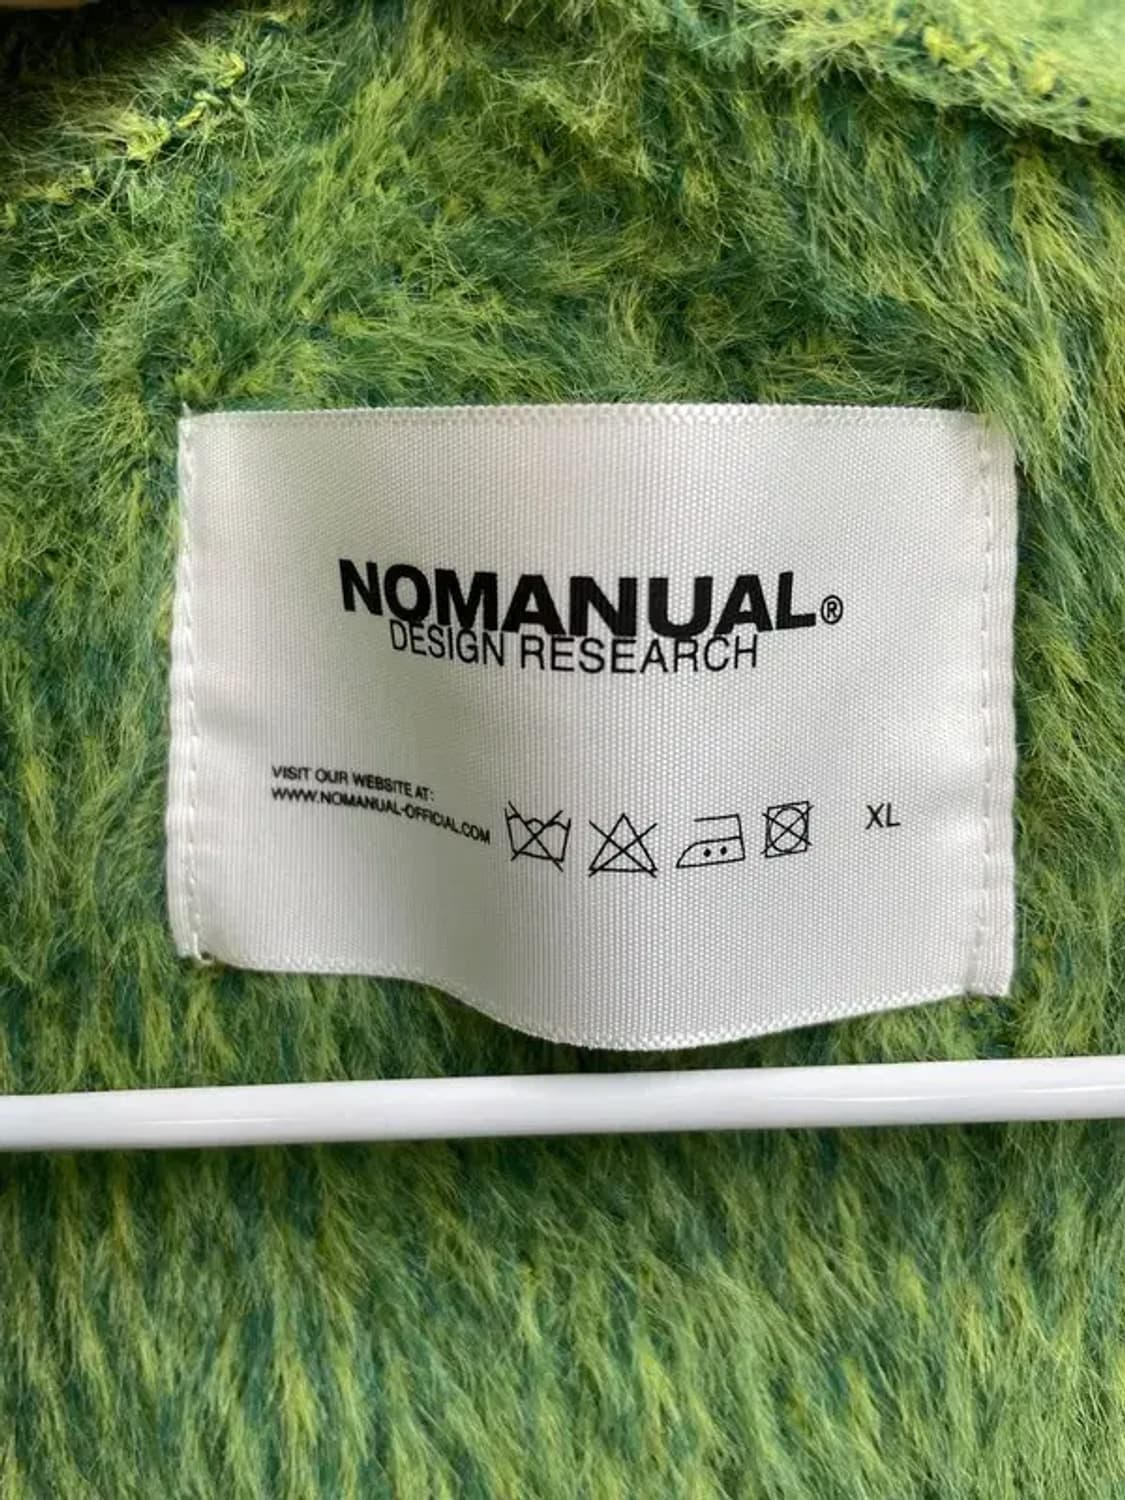 NOMANUAL®
DESIGN RESEARCH
VISIT OUR WEBSITE AT:
WWW.NOMANUAL-OFFICIAL.COM
XL